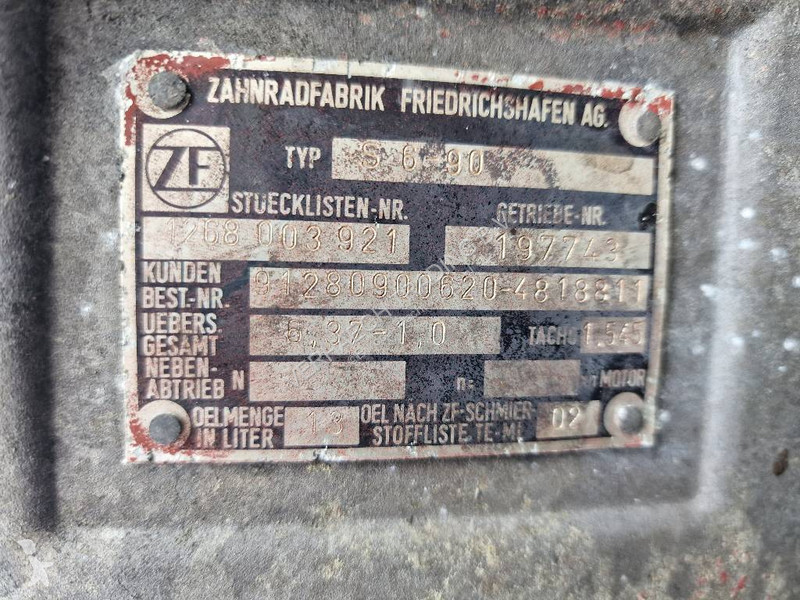 ZAHNRADFABRIK FRIEDRICHSHAFEN AG.
ZF
TYP S 6 90
STUECKLISTEN-NR. GETRIEBE-NR.
1268 003 921 197743
KUNDEN BEST-NR. 91280900620-4818811
UEBERS. GESAMT 6,37-1,0 TACHO 1.545
NEBEN-ABTRIEB N n= n MOTOR
OELMENGE IN LITER 13 OEL NACH ZF-SCHMIER-STOFFLISTE TE-ML 02